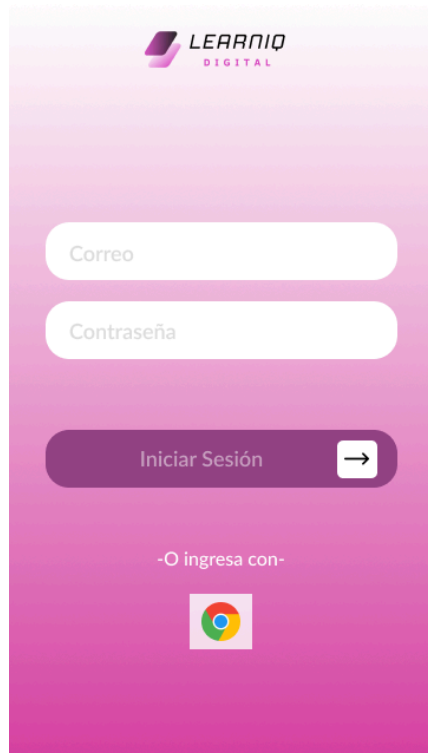 LEARNIQ
DIGITAL
Correo
Contraseña
Iniciar Sesión
-O ingresa con-